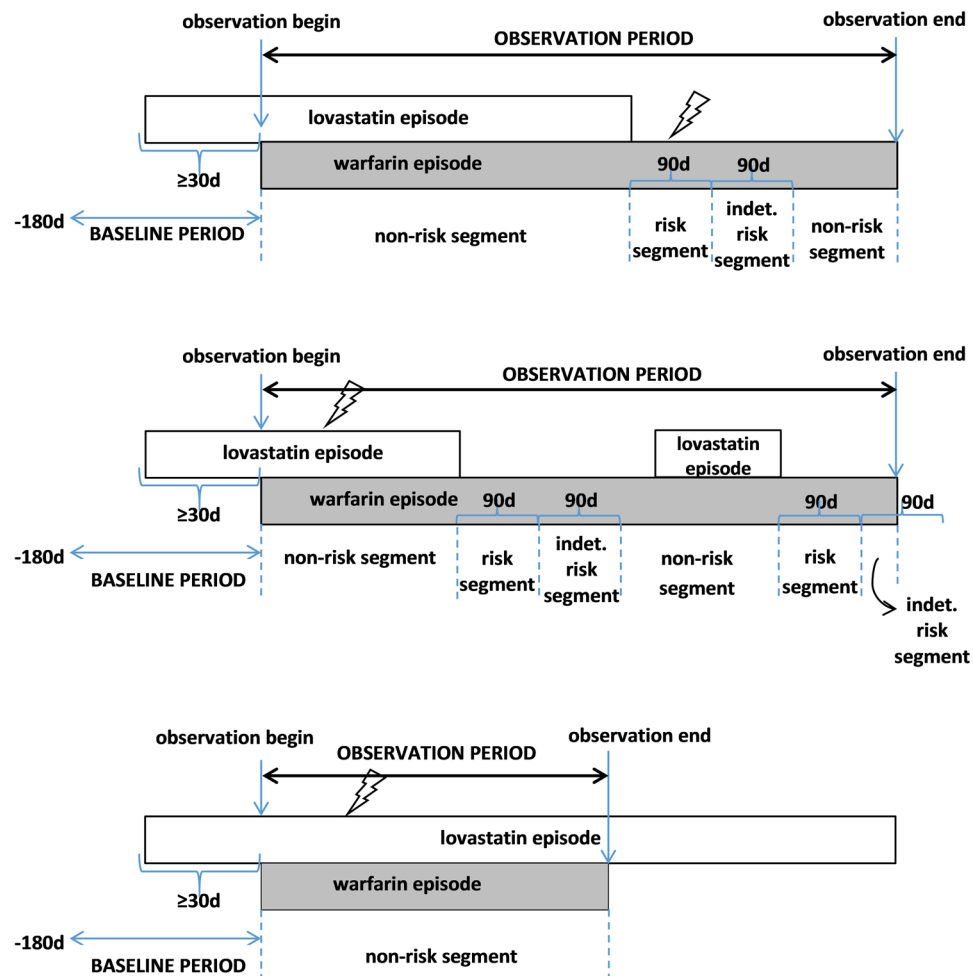 observation begin
observation end
OBSERVATION PERIOD
lovastatin episode
warfarin episode
90d
90d
≥30d
-180d
BASELINE PERIOD
non-risk segment
risk
segment
indet.
risk
segment
non-risk
segment
observation begin
observation end
OBSERVATION PERIOD
lovastatin episode
lovastatin
episode
warfarin episode
90d
90d
90d
90d
≥30d
-180d
BASELINE PERIOD
non-risk segment
risk
segment
indet.
risk
segment
non-risk
segment
risk
segment
indet.
risk
segment
observation begin
observation end
OBSERVATION PERIOD
lovastatin episode
warfarin episode
≥30d
-180d
BASELINE PERIOD
non-risk segment